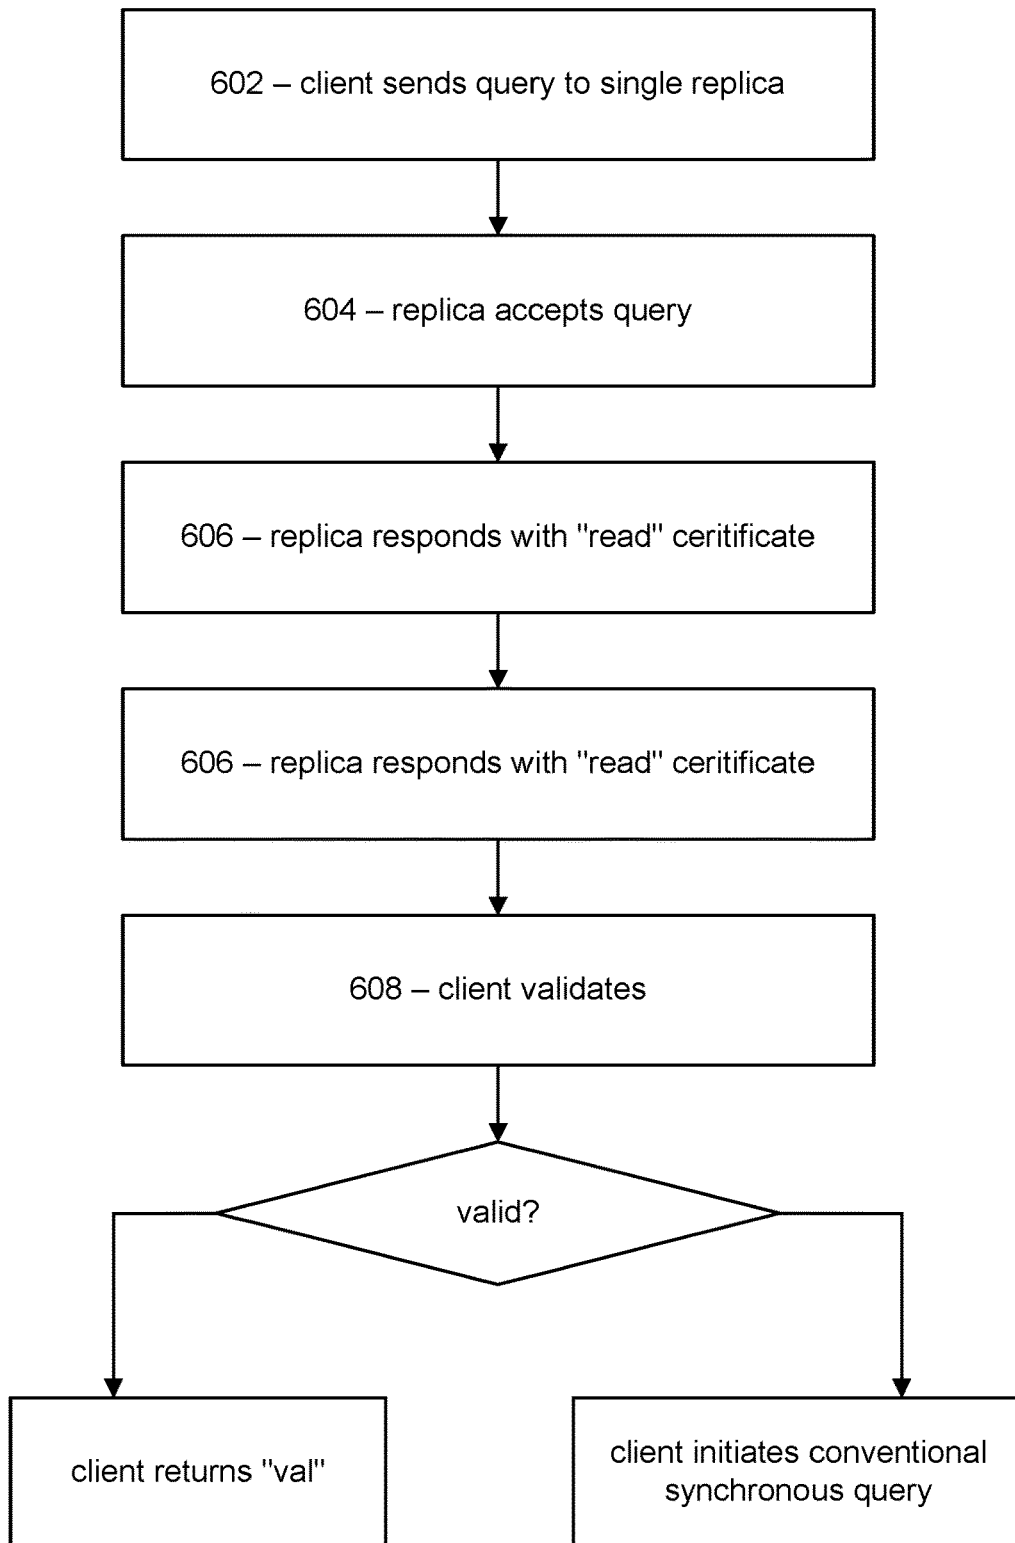 602 – client sends query to single replica
604 – replica accepts query
606 – replica responds with "read" ceritificate
606 – replica responds with "read" ceritificate
608 – client validates
valid?
client returns "val"
client initiates conventional
synchronous query